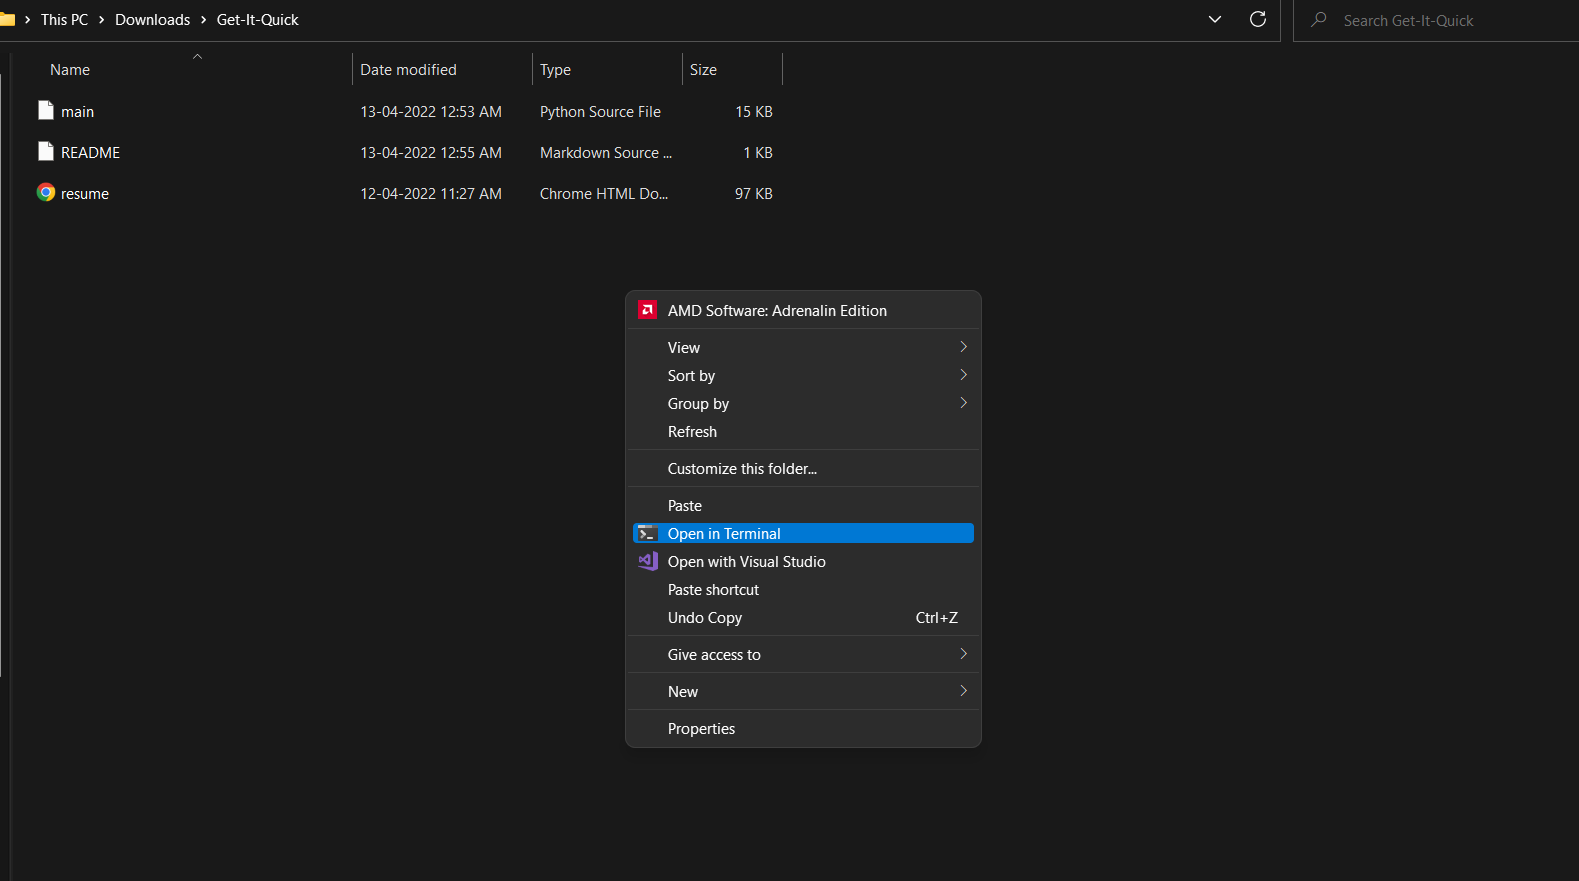 This PC > Downloads > Get-It-Quick
Search Get-It-Quick
Name Date modified Type Size
main 13-04-2022 12:53 AM Python Source File 15 KB
README 13-04-2022 12:55 AM Markdown Source ... 1 KB
resume 12-04-2022 11:27 AM Chrome HTML Do... 97 KB
AMD Software: Adrenalin Edition
View
Sort by
Group by
Refresh
Customize this folder...
Paste
Open in Terminal
Open with Visual Studio
Paste shortcut
Undo Copy Ctrl+Z
Give access to
New
Properties